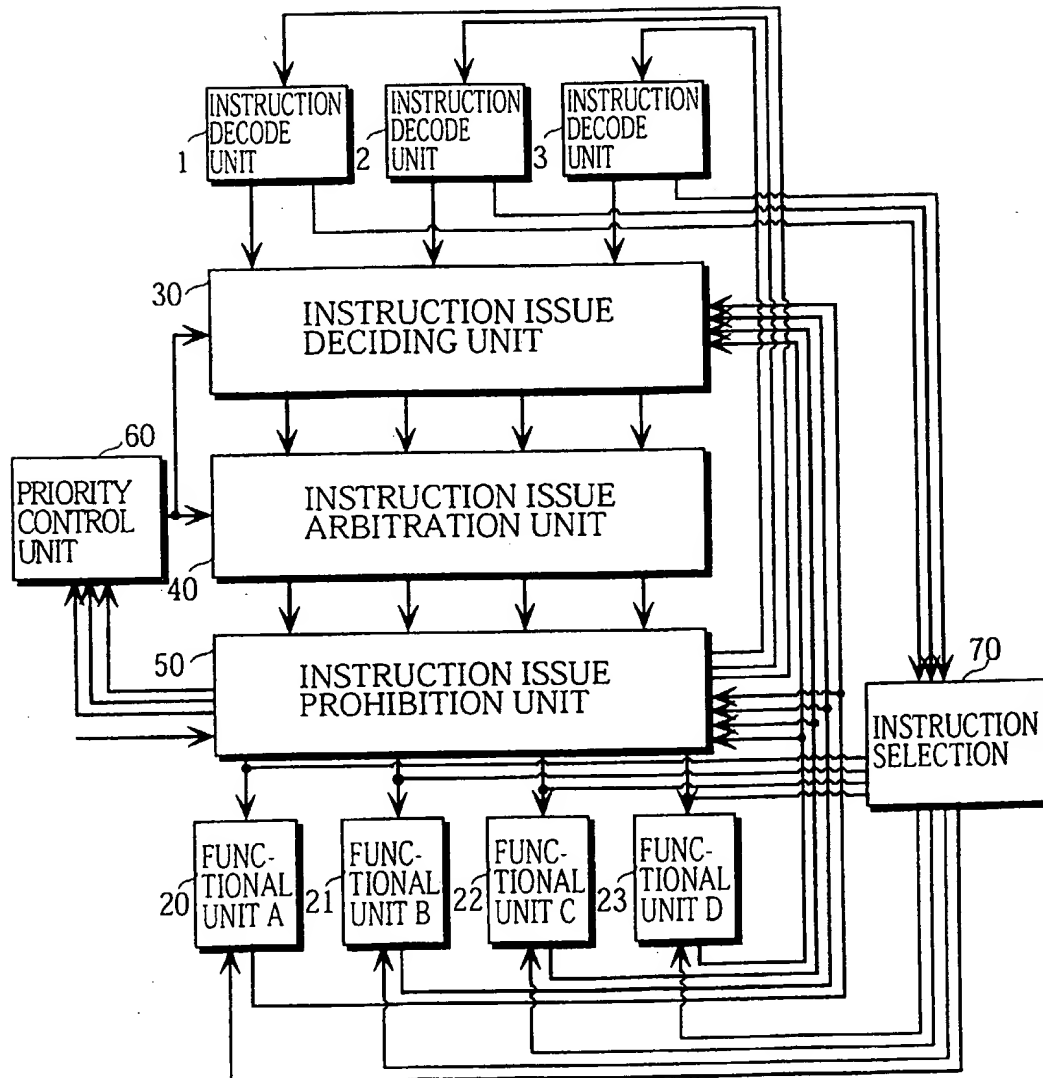 INSTRUCTION
DECODE
UNIT
1
INSTRUCTION
DECODE
UNIT
2
INSTRUCTION
DECODE
UNIT
3
30
INSTRUCTION ISSUE
DECIDING UNIT
60
PRIORITY
CONTROL
UNIT
INSTRUCTION ISSUE
ARBITRATION UNIT
40
50
INSTRUCTION ISSUE
PROHIBITION UNIT
70
INSTRUCTION
SELECTION
FUNC-
TIONAL
UNIT A
20
FUNC-
TIONAL
UNIT B
21
FUNC-
TIONAL
UNIT C
22
FUNC-
TIONAL
UNIT D
23